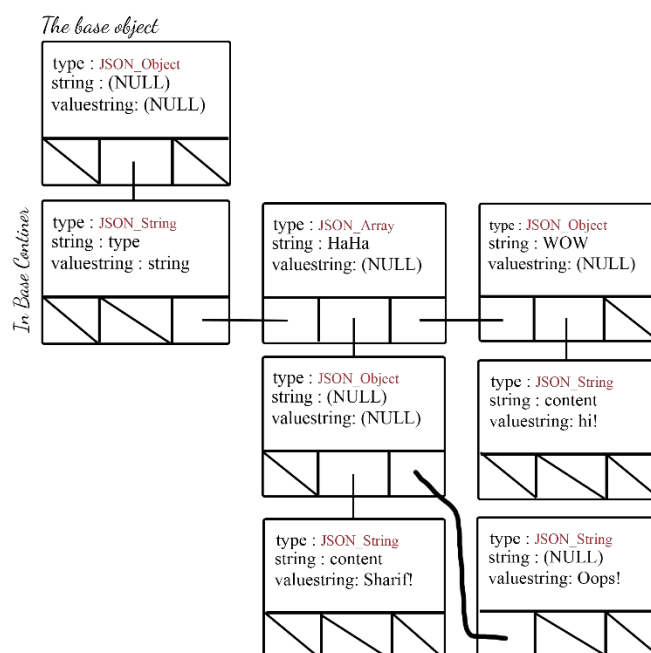 The base object
type : JSON_Object
string : (NULL)
valuestring: (NULL)
In Base Continer
type : JSON_String
string : type
valuestring : string
type : JSON_Array
string : HaHa
valuestring: (NULL)
type : JSON_Object
string : WOW
valuestring: (NULL)
type : JSON_Object
string : (NULL)
valuestring: (NULL)
type : JSON_String
string : content
valuestring: hi!
type : JSON_String
string : content
valuestring: Sharif!
type : JSON_String
string : (NULL)
valuestring: Oops!